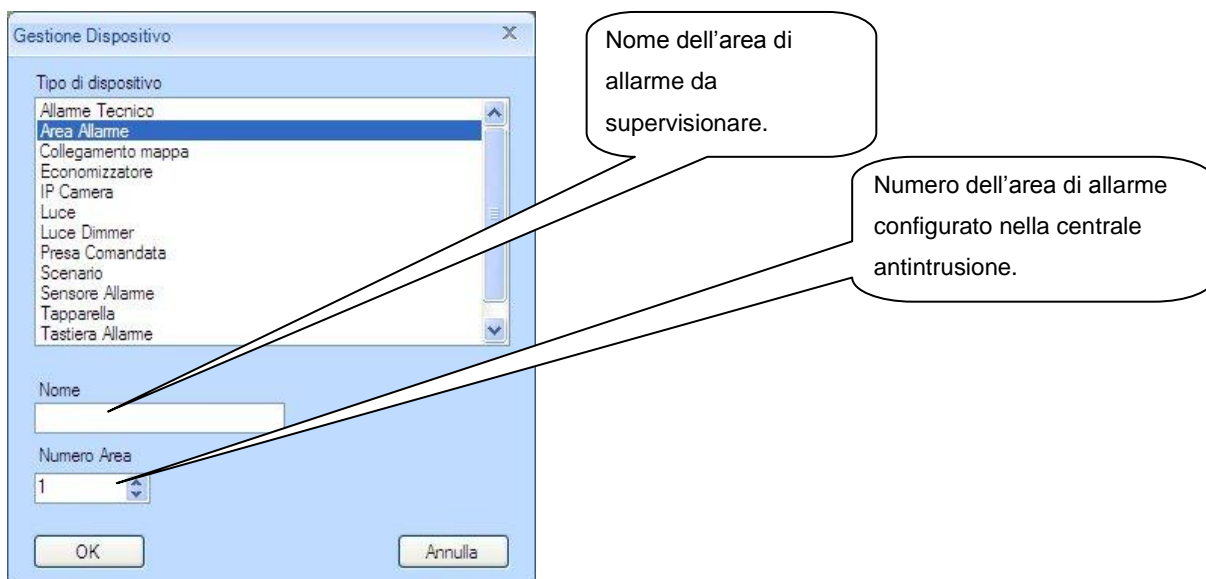 Gestione Dispositivo
Tipo di dispositivo
Allarme Tecnico
Area Allarme
Collegamento mappa
Economizzatore
IP Camera
Luce
Luce Dimmer
Presa Comandata
Scenario
Sensore Allarme
Tapparella
Tastiera Allarme
Nome
Numero Area
1
OK
Annulla
Nome dell’area di
allarme da
supervisionare.
Numero dell’area di allarme
configurato nella centrale
antintrusione.